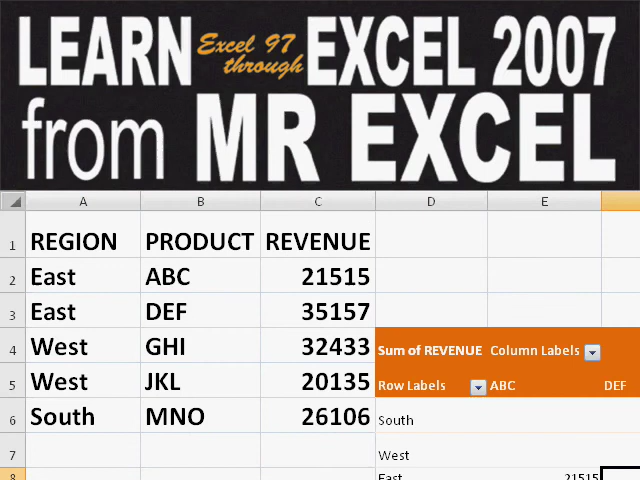 LEARN Excel 97 through EXCEL 2007
from MR EXCEL
A B C D E
1 REGION PRODUCT REVENUE
2 East ABC 21515
3 East DEF 35157
4 West GHI 32433 Sum of REVENUE Column Labels
5 West JKL 20135 Row Labels ABC DEF
6 South MNO 26106 South
7 West
8 East 21515